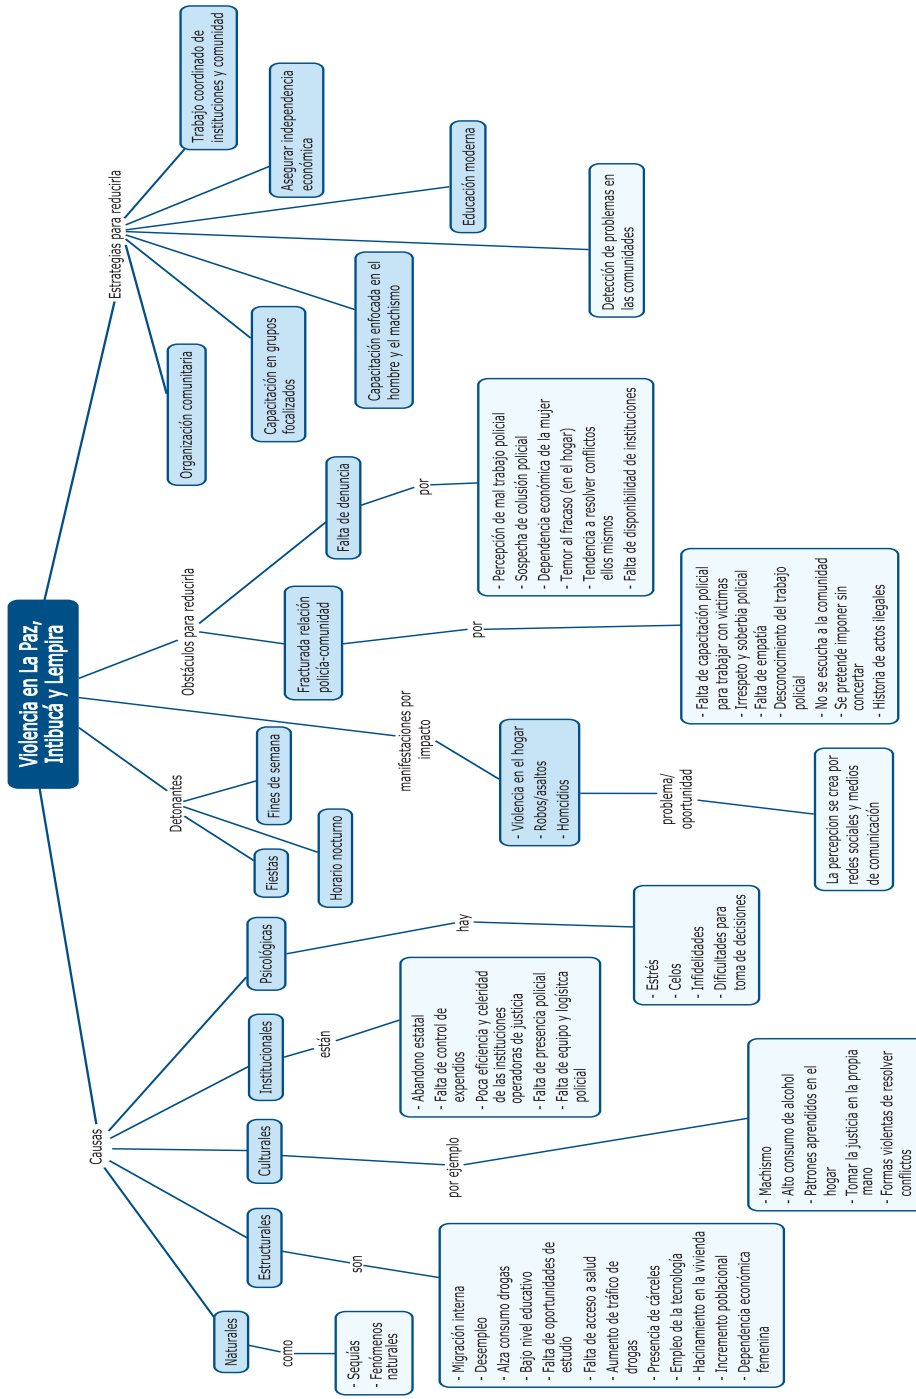 Violencia en La Paz,
Intibucá y Lempira
Causas
Naturales
como
- Sequías
- Fenómenos
naturales
Estructurales
son
- Migración interna
- Desempleo
- Alza consumo drogas
- Bajo nivel educativo
- Falta de oportunidades de
estudio
- Falta de acceso a salud
- Aumento de tráfico de
drogas
- Presencia de cárceles
- Empleo de la tecnología
- Hacinamiento en la vivienda
- Incremento poblacional
- Dependencia económica
femenina
Culturales
por ejemplo
- Machismo
- Alto consumo de alcohol
- Patrones aprendidos en el
hogar
- Tomar la justicia en la propia
mano
- Formas violentas de resolver
conflictos
Institucionales
están
- Abandono estatal
- Falta de control de
expendios
- Poca eficiencia y celeridad
de las instituciones
operadoras de justicia
- Falta de presencia policial
- Falta de equipo y logísitca
policial
Psicológicas
hay
- Estrés
- Celos
- Infidelidades
- Dificultades para
toma de decisiones
Detonantes
Fiestas
Horario nocturno
Fines de semana
manifestaciones por
impacto
- Violencia en el hogar
- Robos/asaltos
- Homcidios
problema/
oportunidad
La percepcion se crea por
redes sociales y medios
de comunicación
Obstáculos para reducirla
Fracturada relación
policía-comunidad
por
- Falta de capacitación policial
para trabajar con víctimas
- Irrespeto y soberbia policial
- Falta de empatía
- Desconocimiento del trabajo
policial
- No se escucha a la comunidad
- Se pretende imponer sin
concertar
- Historia de actos ilegales
Falta de denuncia
por
- Percepción de mal trabajo policial
- Sospecha de colusión policial
- Dependencia económica de la mujer
- Temor al fracaso (en el hogar)
- Tendencia a resolver conflictos
ellos mismos
- Falta de disponibilidad de instituciones
Estrategias para reducirla
Organización comunitaria
Capacitación en grupos
focalizados
Capacitación enfocada en el
hombre y el machismo
Detección de problemas en
las comunidades
Educación moderna
Asegurar independencia
económica
Trabajo coordinado de
instituciones y comunidad